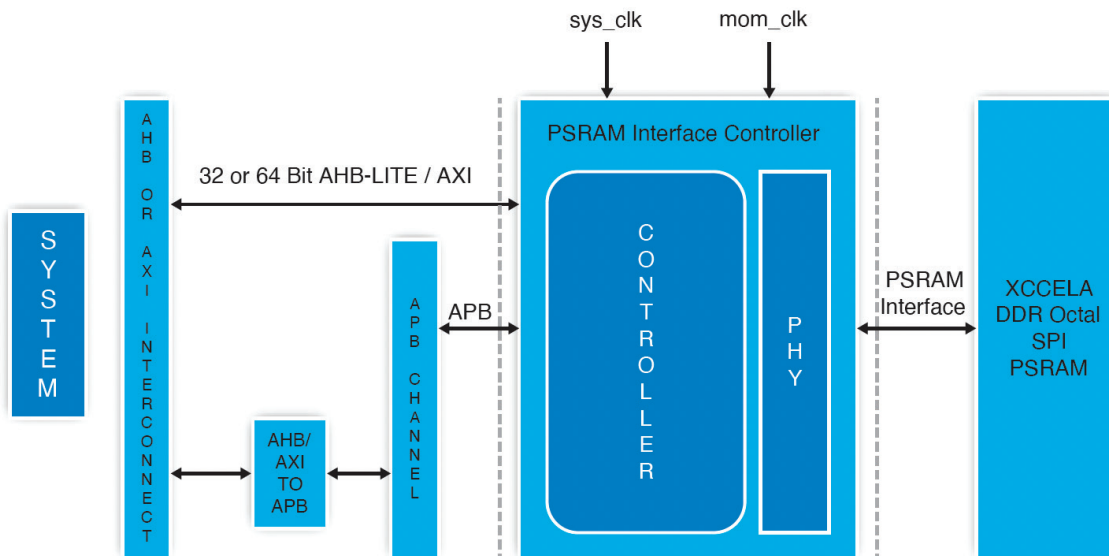 sys_clk
mom_clk
SYSTEM
AHB OR AXI INTERCONNECT
32 or 64 Bit AHB-LITE / AXI
AHB/
AXI
TO
APB
APB CHANNEL
APB
PSRAM Interface Controller
CONTROLLER
PHY
PSRAM
Interface
XCCELA
DDR Octal
SPI
PSRAM